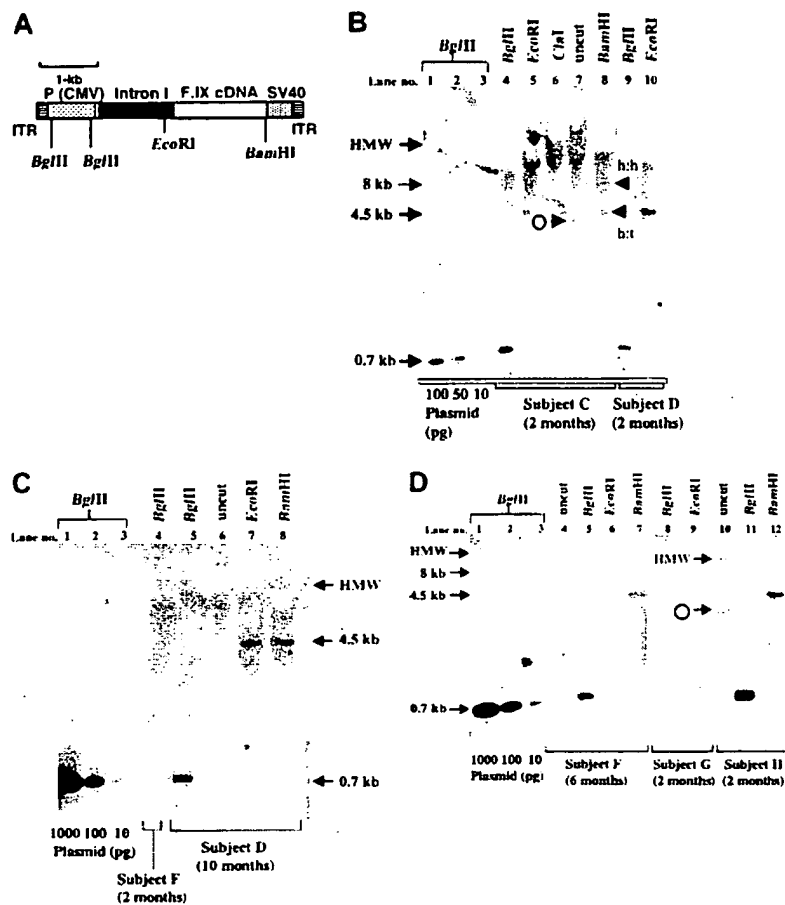 A
1-kb
P (CMV) Intron I F.IX cDNA SV40
ITR ITR
BglII BglII EcoRI BamHI
B
BglII BglII EcoRI ClaI uncut BamHI BglII EcoRI
Lane no. 1 2 3 4 5 6 7 8 9 10
HMW
h:h
8 kb
4.5 kb
h:t
0.7 kb
100 50 10
Plasmid
(pg)
Subject C
(2 months)
Subject D
(2 months)
C
BglII BglII BglII uncut EcoRI BamHI
Lane no. 1 2 3 4 5 6 7 8
HMW
4.5 kb
0.7 kb
1000 100 10
Plasmid (pg)
Subject F
(2 months)
Subject D
(10 months)
D
BglII uncut BglII EcoRI BamHI BglII EcoRI uncut BglII BamHI
Lane no. 1 2 3 4 5 6 7 8 9 10 11 12
HMW HMW
8 kb
4.5 kb
0.7 kb
1000 100 10
Plasmid (pg)
Subject F
(6 months)
Subject G
(2 months)
Subject H
(2 months)